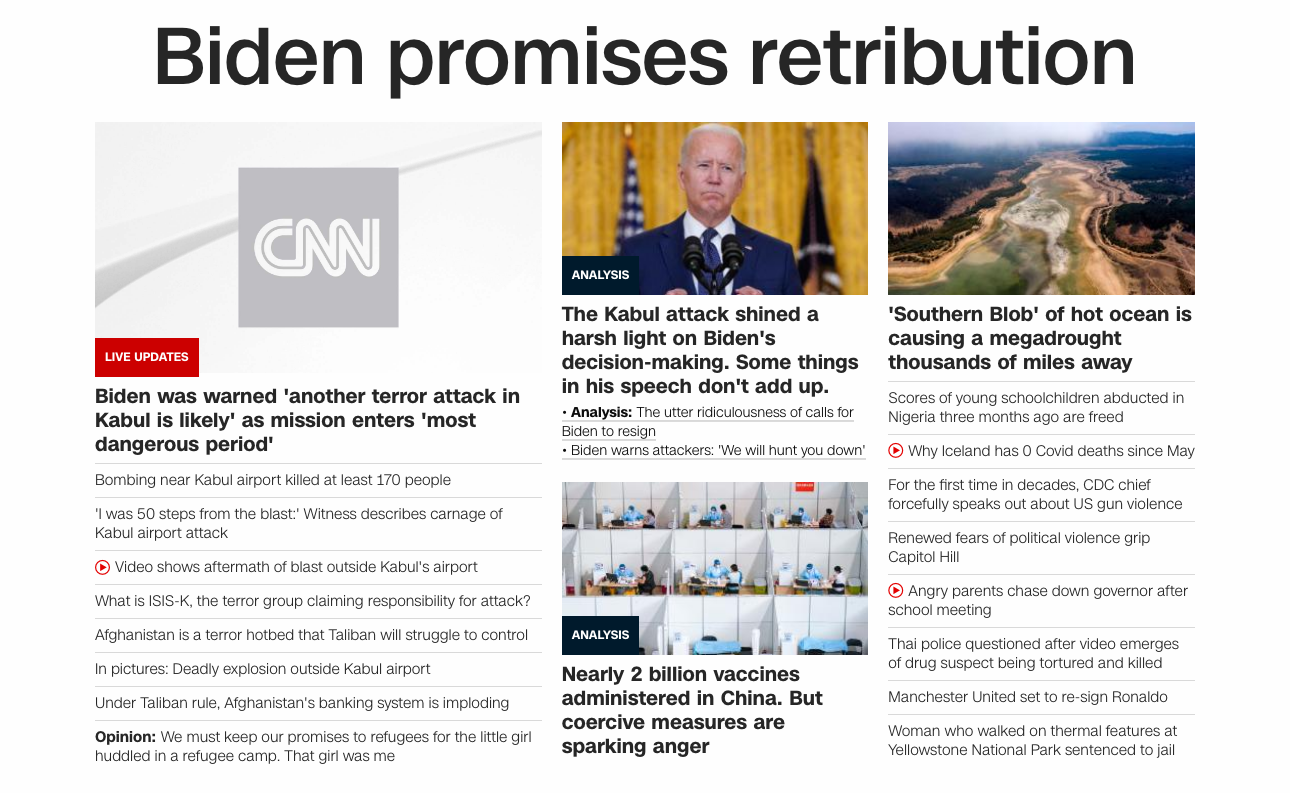 Biden promises retribution
CNN
LIVE UPDATES
Biden was warned 'another terror attack in
Kabul is likely' as mission enters 'most
dangerous period'
Bombing near Kabul airport killed at least 170 people
'I was 50 steps from the blast:' Witness describes carnage of
Kabul airport attack
Video shows aftermath of blast outside Kabul's airport
What is ISIS-K, the terror group claiming responsibility for attack?
Afghanistan is a terror hotbed that Taliban will struggle to control
In pictures: Deadly explosion outside Kabul airport
Under Taliban rule, Afghanistan's banking system is imploding
Opinion: We must keep our promises to refugees for the little girl
huddled in a refugee camp. That girl was me
ANALYSIS
The Kabul attack shined a
harsh light on Biden's
decision-making. Some things
in his speech don't add up.
• Analysis: The utter ridiculousness of calls for
Biden to resign
• Biden warns attackers: 'We will hunt you down'
ANALYSIS
Nearly 2 billion vaccines
administered in China. But
coercive measures are
sparking anger
'Southern Blob' of hot ocean is
causing a megadrought
thousands of miles away
Scores of young schoolchildren abducted in
Nigeria three months ago are freed
Why Iceland has 0 Covid deaths since May
For the first time in decades, CDC chief
forcefully speaks out about US gun violence
Renewed fears of political violence grip
Capitol Hill
Angry parents chase down governor after
school meeting
Thai police questioned after video emerges
of drug suspect being tortured and killed
Manchester United set to re-sign Ronaldo
Woman who walked on thermal features at
Yellowstone National Park sentenced to jail